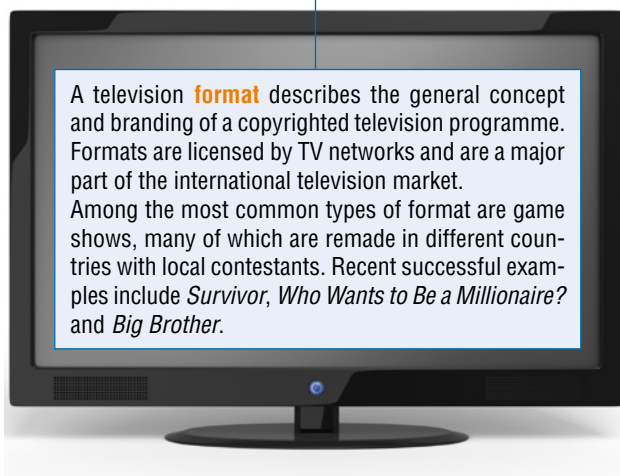 A television format describes the general concept
and branding of a copyrighted television programme.
Formats are licensed by TV networks and are a major
part of the international television market.
Among the most common types of format are game
shows, many of which are remade in different coun-
tries with local contestants. Recent successful exam-
ples include Survivor, Who Wants to Be a Millionaire?
and Big Brother.